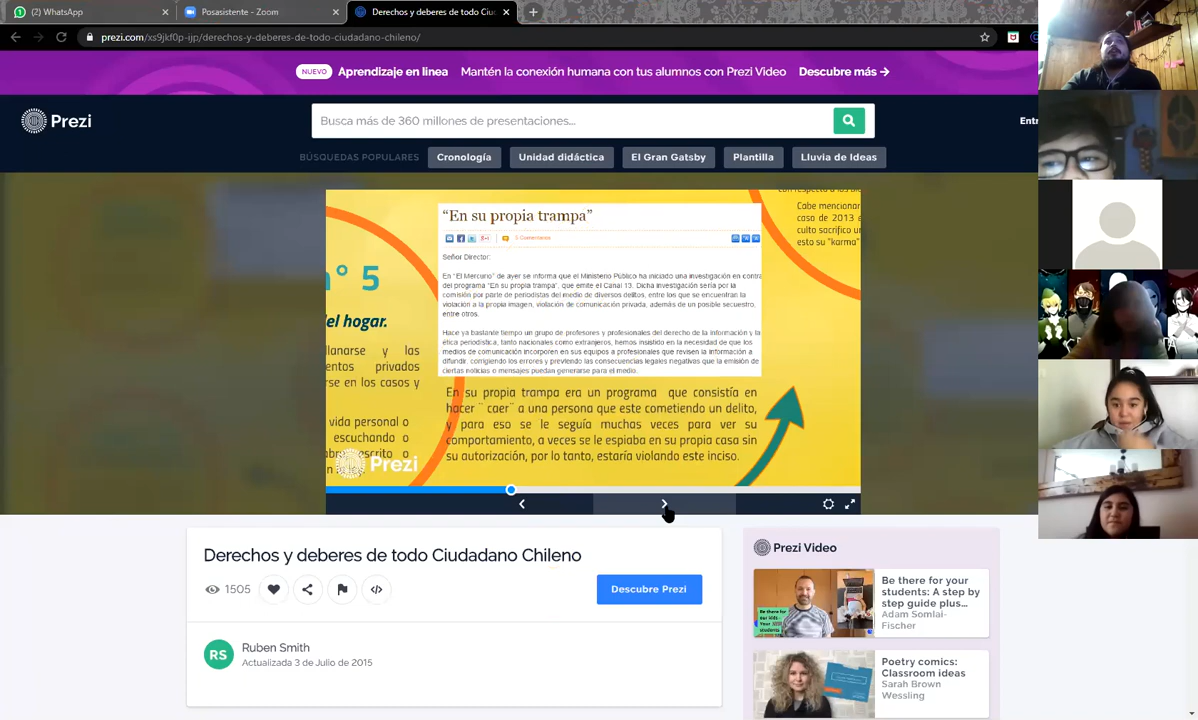 (2) WhatsApp
Posasistente - Zoom
Derechos y deberes de todo Ciu
prezi.com/xs9jkf0p-ijp/derechos-y-deberes-de-todo-ciudadano-chileno/
NUEVO Aprendizaje en línea Mantén la conexión humana con tus alumnos con Prezi Video Descubre más →
Prezi
Busca más de 360 millones de presentaciones...
Entr
BÚSQUEDAS POPULARES Cronología Unidad didáctica El Gran Gatsby Plantilla Lluvia de Ideas
n° 5
del hogar.
llanarse y las
entos privados
rse en los casos y
vida personal o
escuchando o
escrito o
"En su propia trampa"
Señor Director:
En "El Mercurio" de ayer se informa que el Ministerio Público ha iniciado una investigación en contra
del programa "En su propia trampa", que emite el Canal 13. Dicha investigación sería por la
comisión por parte de periodistas del medio de diversos delitos, entre los que se encuentran la
violación a la propia imagen, violación de comunicación privada, además de un posible secuestro,
entre otros.
Hace ya bastante tiempo un grupo de profesores y profesionales del derecho de la información y la
ética periodística, tanto nacionales como extranjeros, hemos insistido en la necesidad de que los
medios de comunicación incorporen en sus equipos a profesionales que revisen la información a
difundir, corrigiendo los errores y previendo las consecuencias legales negativas que la emisión de
ciertas noticias o mensajes puedan generarse para el medio.
En su propia trampa era un programa que consistía en
hacer ¨ caer¨ a una persona que este cometiendo un delito,
y para eso se le seguía muchas veces para ver su
comportamiento, a veces se le espiaba en su propia casa sin
su autorización, por lo tanto, estaría violando este inciso.
Cabe mencionar
caso de 2013 e
culto sacrifico u
esto su "karma"
Prezi
Derechos y deberes de todo Ciudadano Chileno
1505
Descubre Prezi
RS
Ruben Smith
Actualizada 3 de Julio de 2015
Prezi Video
Be there for your
students: A step by
step guide plus...
Adam Somlai-
Fischer
Poetry comics:
Classroom ideas
Sarah Brown
Wessling